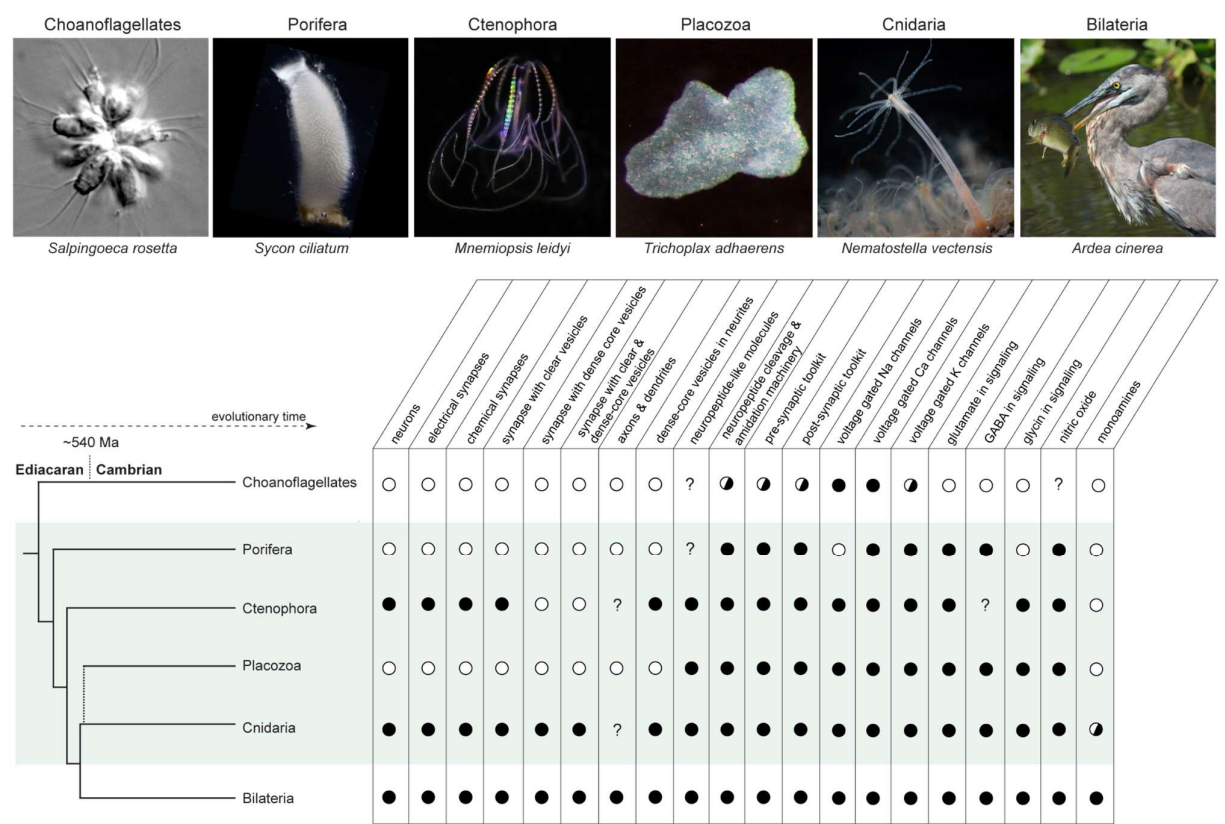 Choanoflagellates
Porifera
Ctenophora
Placozoa
Cnidaria
Bilateria
Salpingoeca rosetta
Sycon ciliatum
Mnemiopsis leidyi
Trichoplax adhaerens
Nematostella vectensis
Ardea cinerea
evolutionary time
~540 Ma
Ediacaran
Cambrian
neurons
electrical synapses
chemical synapses
synapse with clear vesicles
synapse with dense core vesicles
synapse with clear &
dense-core vesicles
axons & dendrites
dense-core vesicles in neurites
neuropeptide-like molecules
neuropeptide cleavage &
amidation machinery
pre-synaptic toolkit
post-synaptic toolkit
voltage gated Na channels
voltage gated Ca channels
voltage gated K channels
glutamate in signaling
GABA in signaling
glycin in signaling
nitric oxide
monoamines
Choanoflagellates ? ?
Porifera ?
Ctenophora ? ?
Placozoa
Cnidaria ?
Bilateria